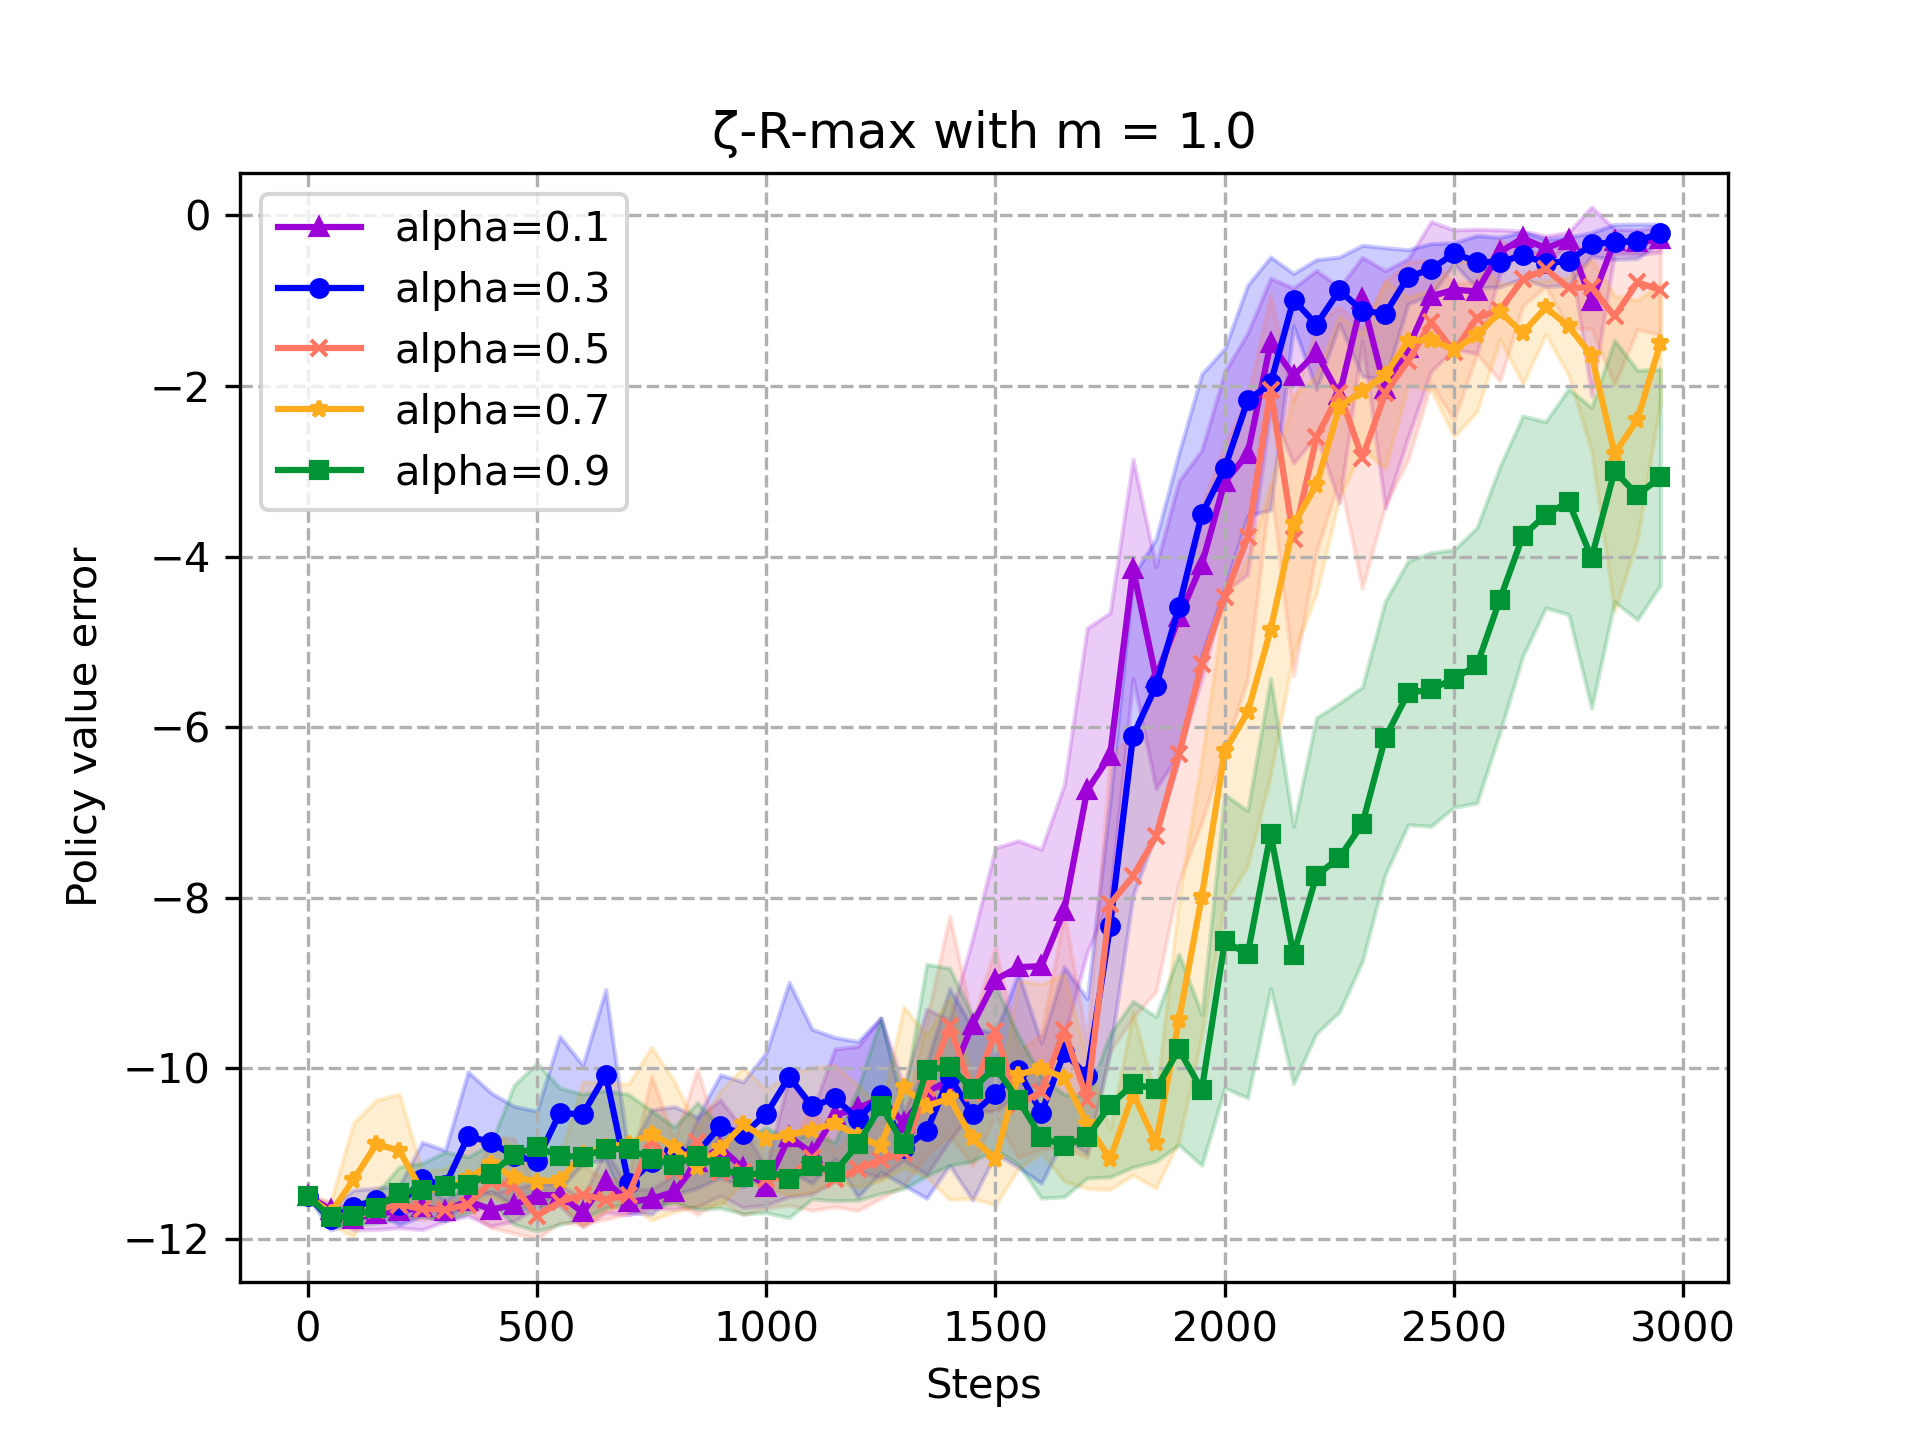 ζ-R-max with m = 1.0
alpha=0.1
alpha=0.3
alpha=0.5
alpha=0.7
alpha=0.9
Policy value error
0
−2
−4
−6
−8
−10
−12
0 500 1000 1500 2000 2500 3000
Steps